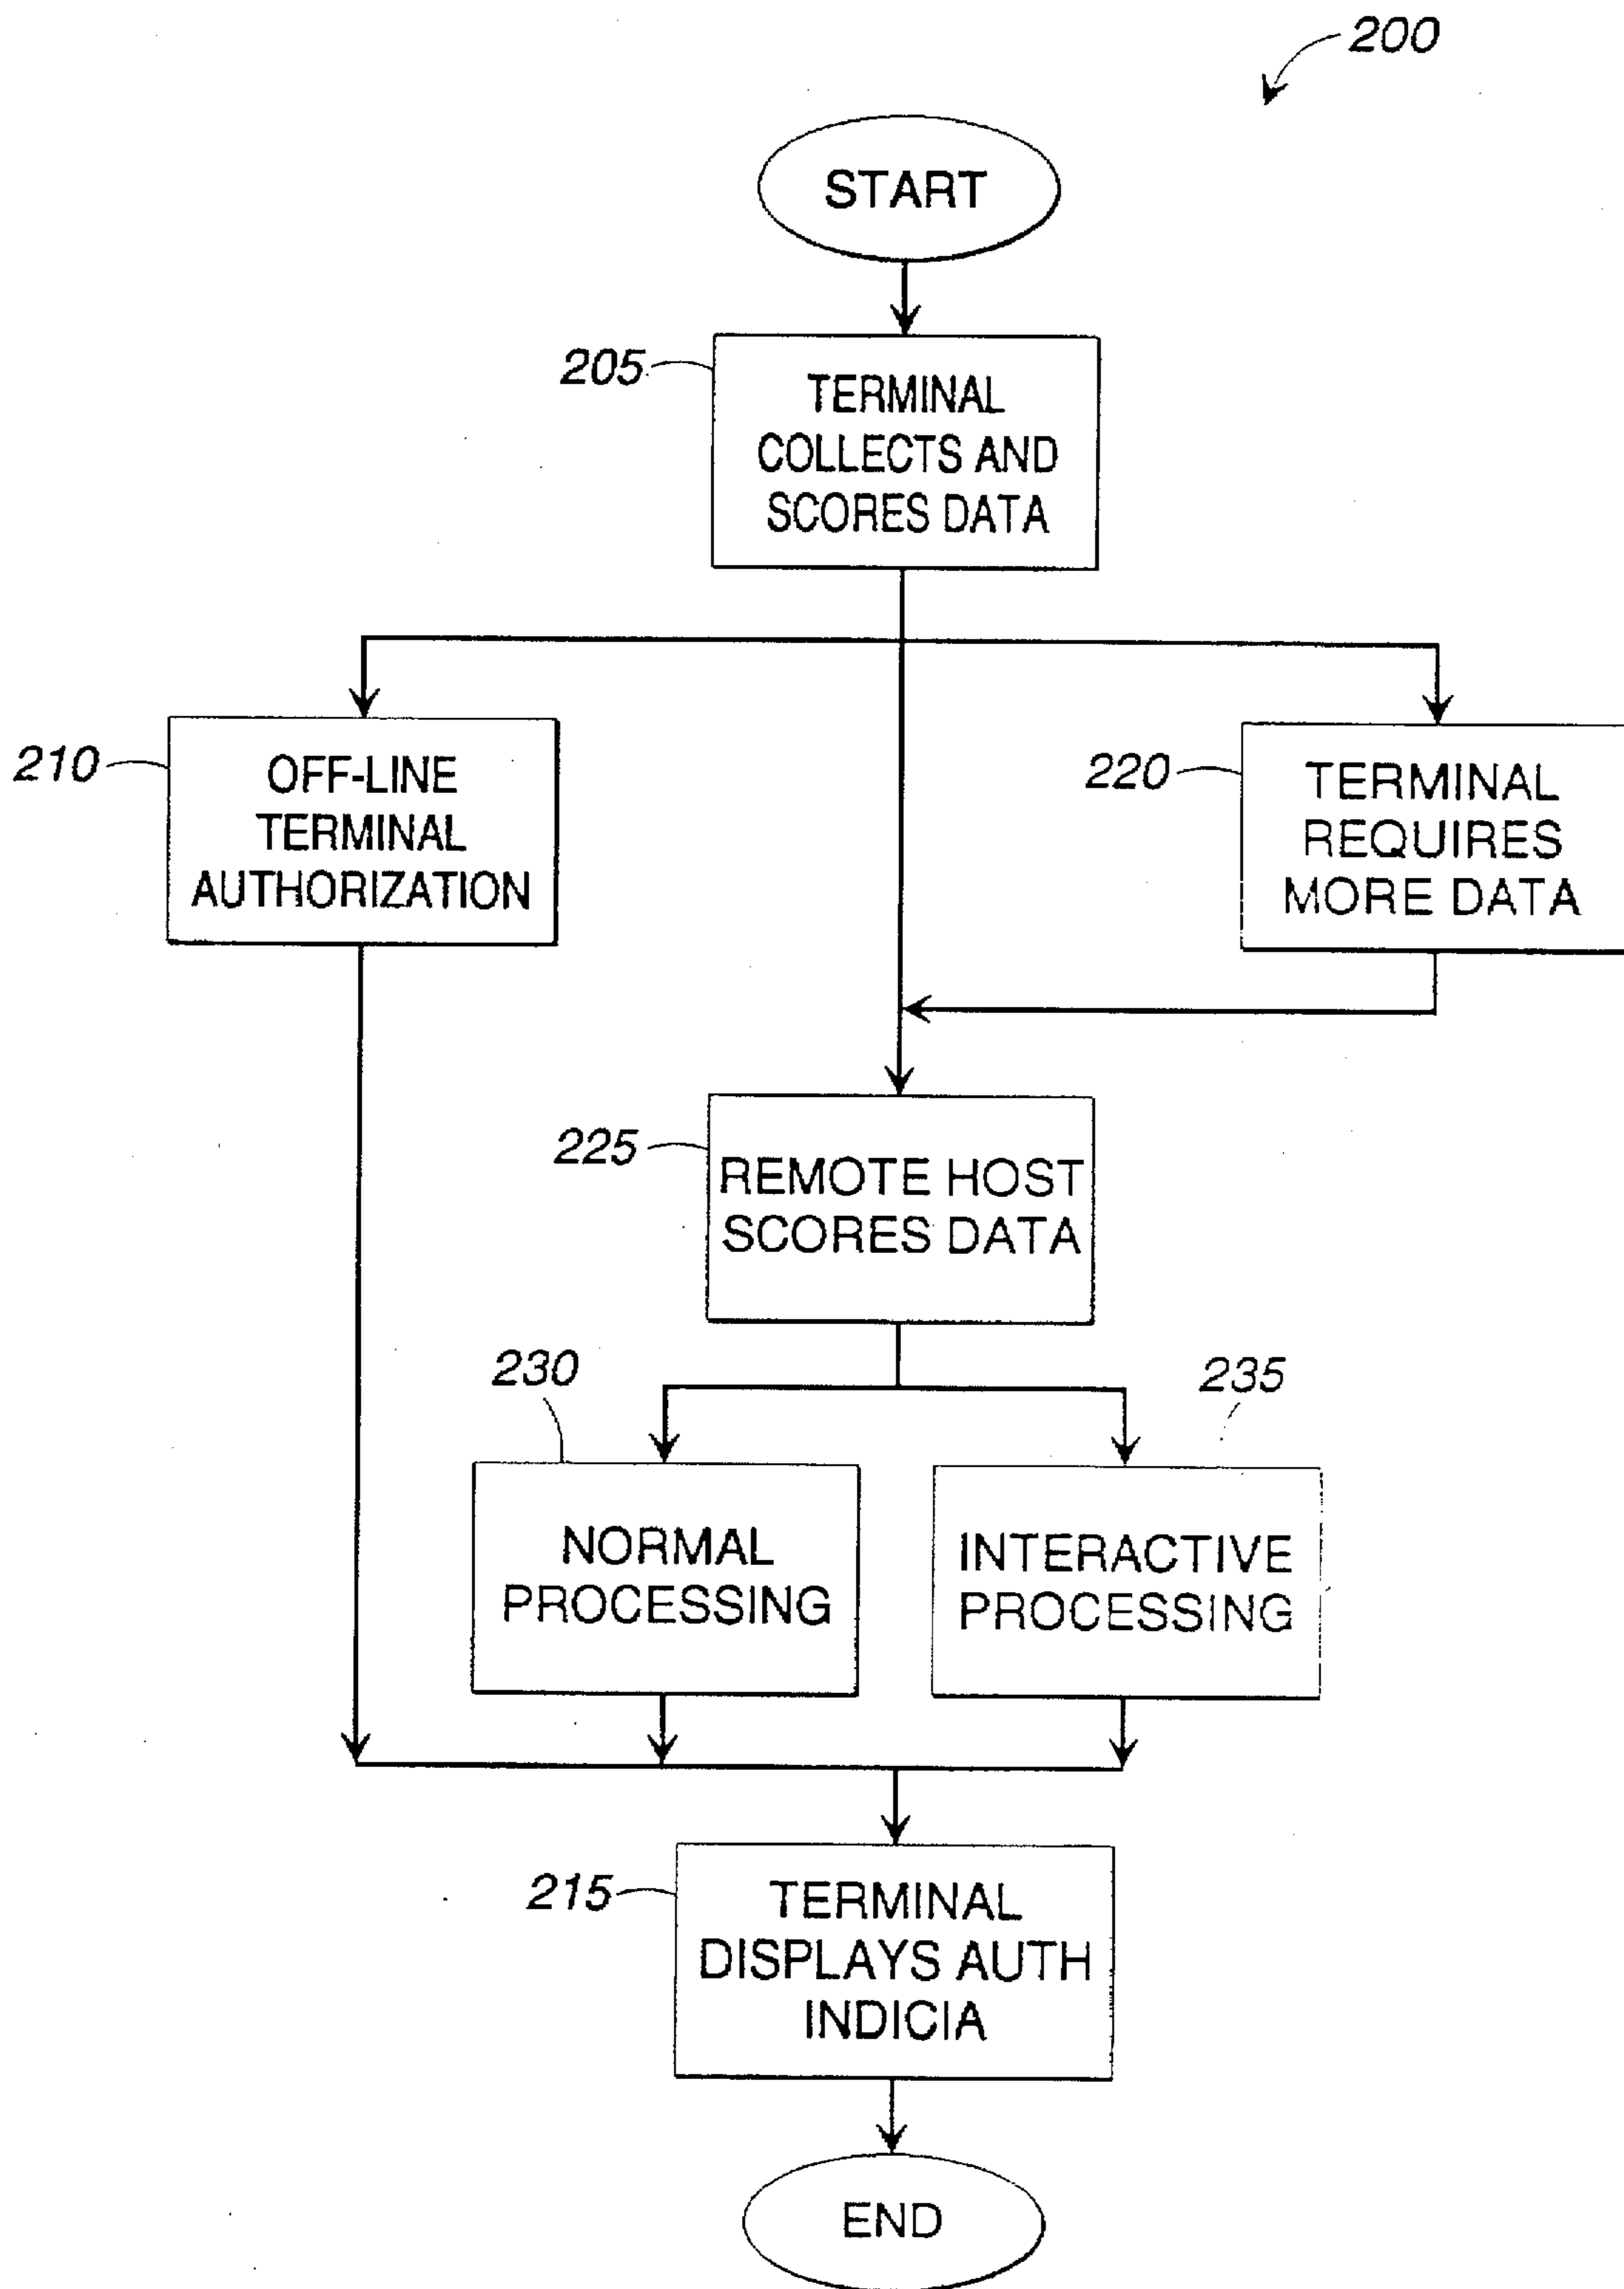 200
START
205
TERMINAL
COLLECTS AND
SCORES DATA
210
OFF-LINE
TERMINAL
AUTHORIZATION
220
TERMINAL
REQUIRES
MORE DATA
225
REMOTE HOST
SCORES DATA
230
NORMAL
PROCESSING
235
INTERACTIVE
PROCESSING
215
TERMINAL
DISPLAYS AUTH
INDICIA
END